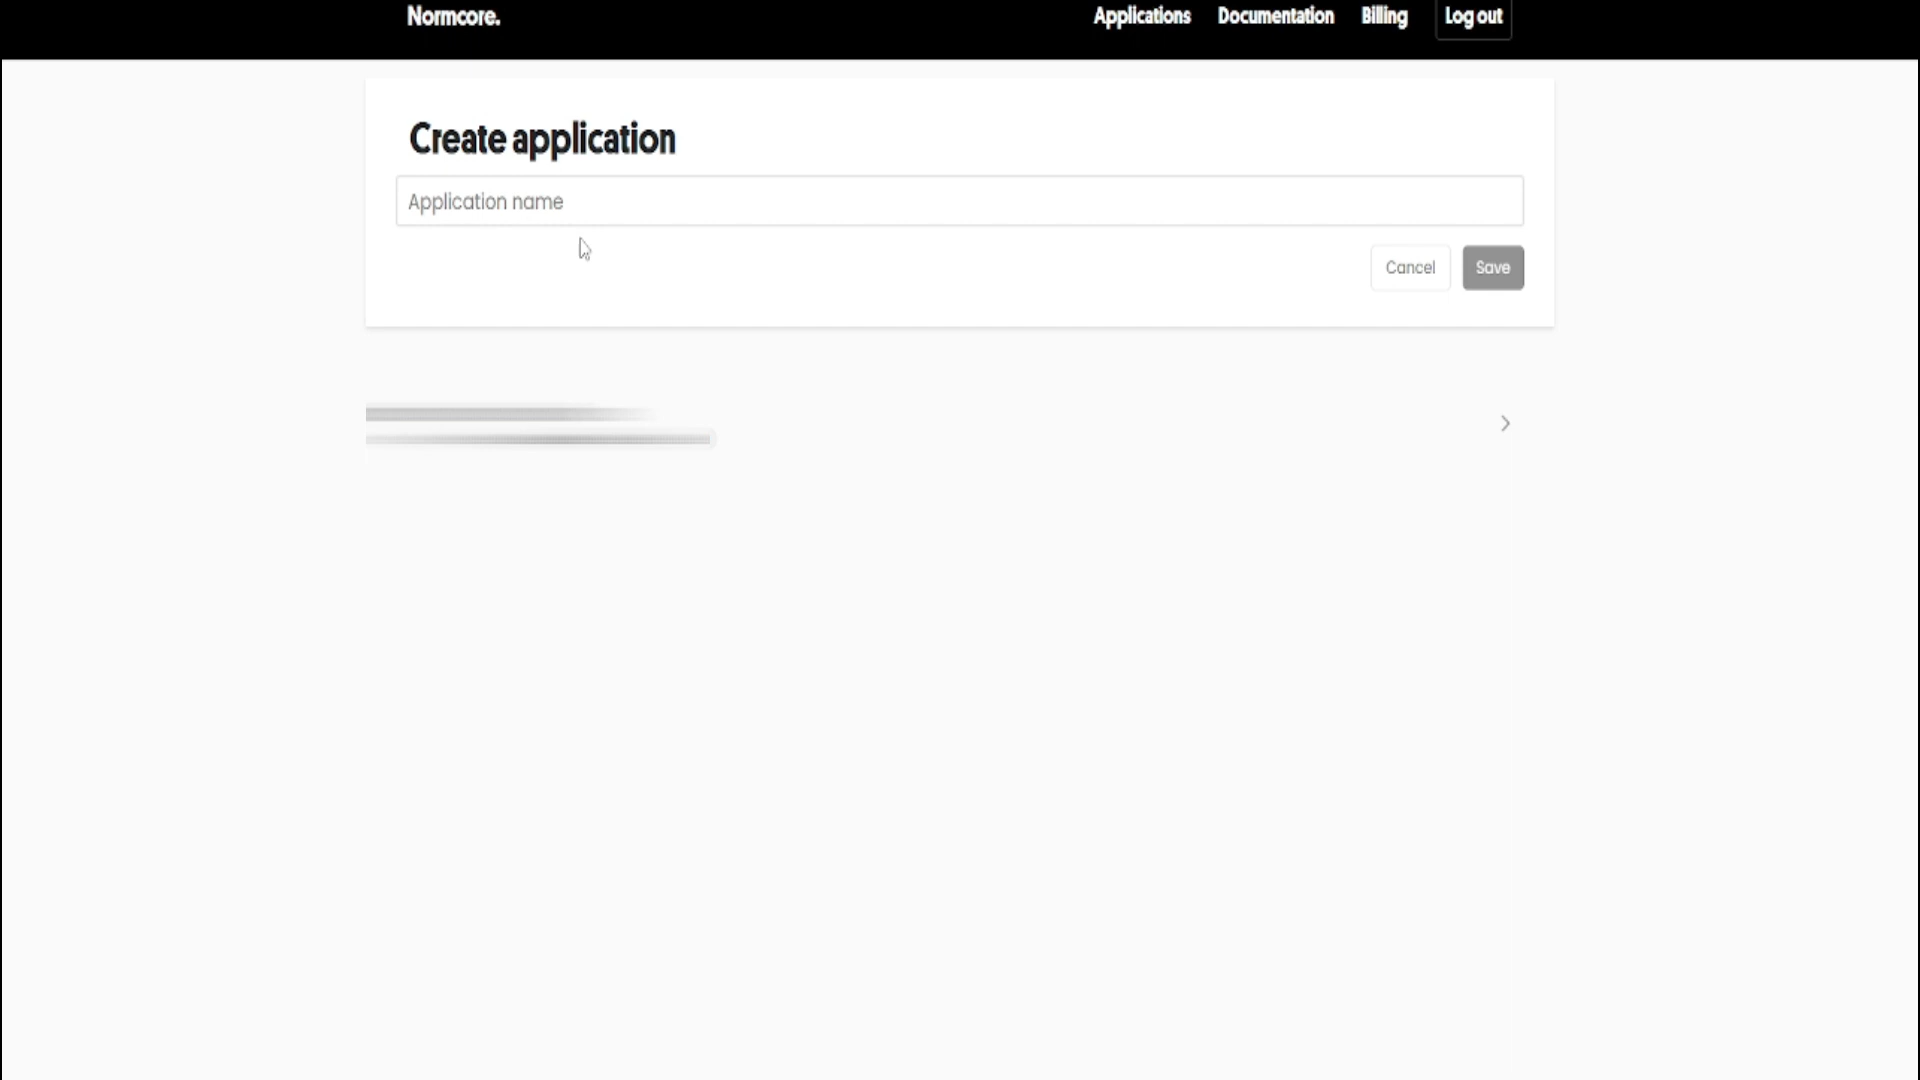 Normcore.
Applications Documentation Billing Log out
Create application
Application name
Cancel Save